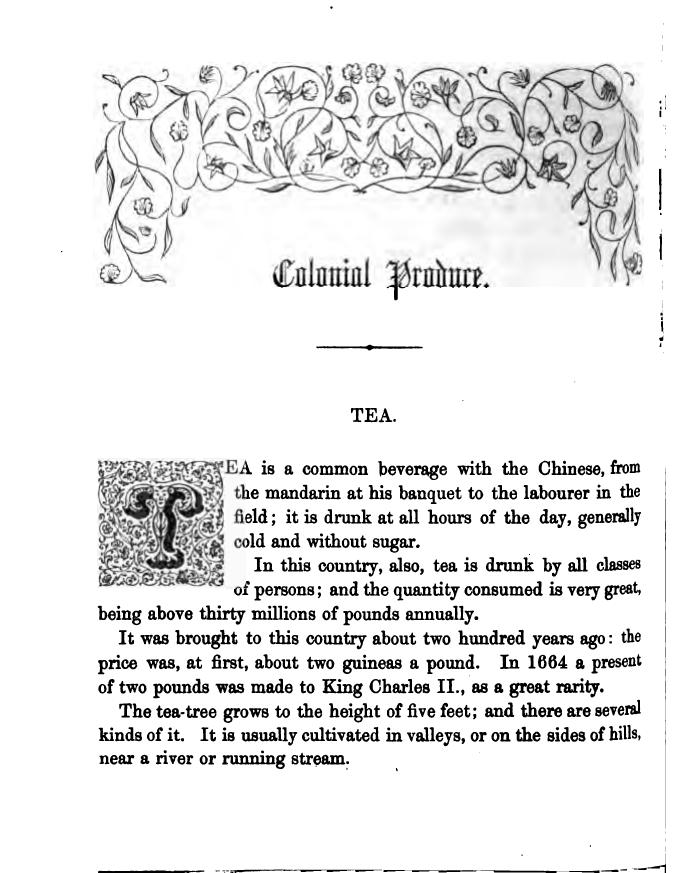 Colonial Produce.
TEA.
TEA is a common beverage with the Chinese, from
the mandarin at his banquet to the labourer in the
field; it is drunk at all hours of the day, generally
cold and without sugar.
In this country, also, tea is drunk by all classes
of persons; and the quantity consumed is very great,
being above thirty millions of pounds annually.
It was brought to this country about two hundred years ago: the
price was, at first, about two guineas a pound. In 1664 a present
of two pounds was made to King Charles II., as a great rarity.
The tea-tree grows to the height of five feet; and there are several
kinds of it. It is usually cultivated in valleys, or on the sides of hills,
near a river or running stream.